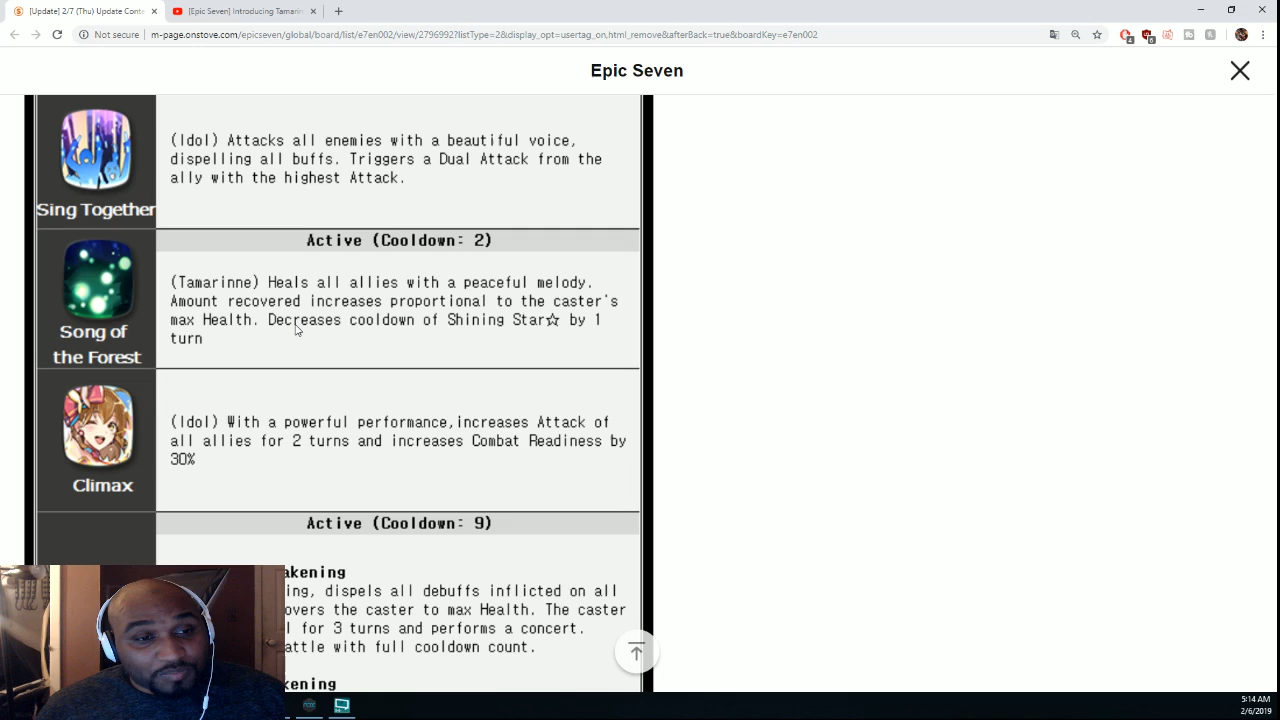 [Update] 2/7 (Thu) Update Conte
[Epic Seven] Introducing Tamarin
Not secure
m-page.onstove.com/epicseven/global/board/list/e7en002/view/2796992?listType=2&display_opt=usertag_on,html_remove&afterBack=true&boardKey=e7en002
Epic Seven
Sing Together
(Idol) Attacks all enemies with a beautiful voice,
dispelling all buffs. Triggers a Dual Attack from the
ally with the highest Attack.
Active (Cooldown: 2)
Song of
the Forest
(Tamarinne) Heals all allies with a peaceful melody.
Amount recovered increases proportional to the caster's
max Health. Decreases cooldown of Shining Star☆ by 1
turn
Climax
(Idol) With a powerful performance,increases Attack of
all allies for 2 turns and increases Combat Readiness by
30%
Active (Cooldown: 9)
akening
ing, dispels all debuffs inflicted on all
overs the caster to max Health. The caster
l for 3 turns and performs a concert.
attle with full cooldown count.
kening
5:14 AM
2/6/2019